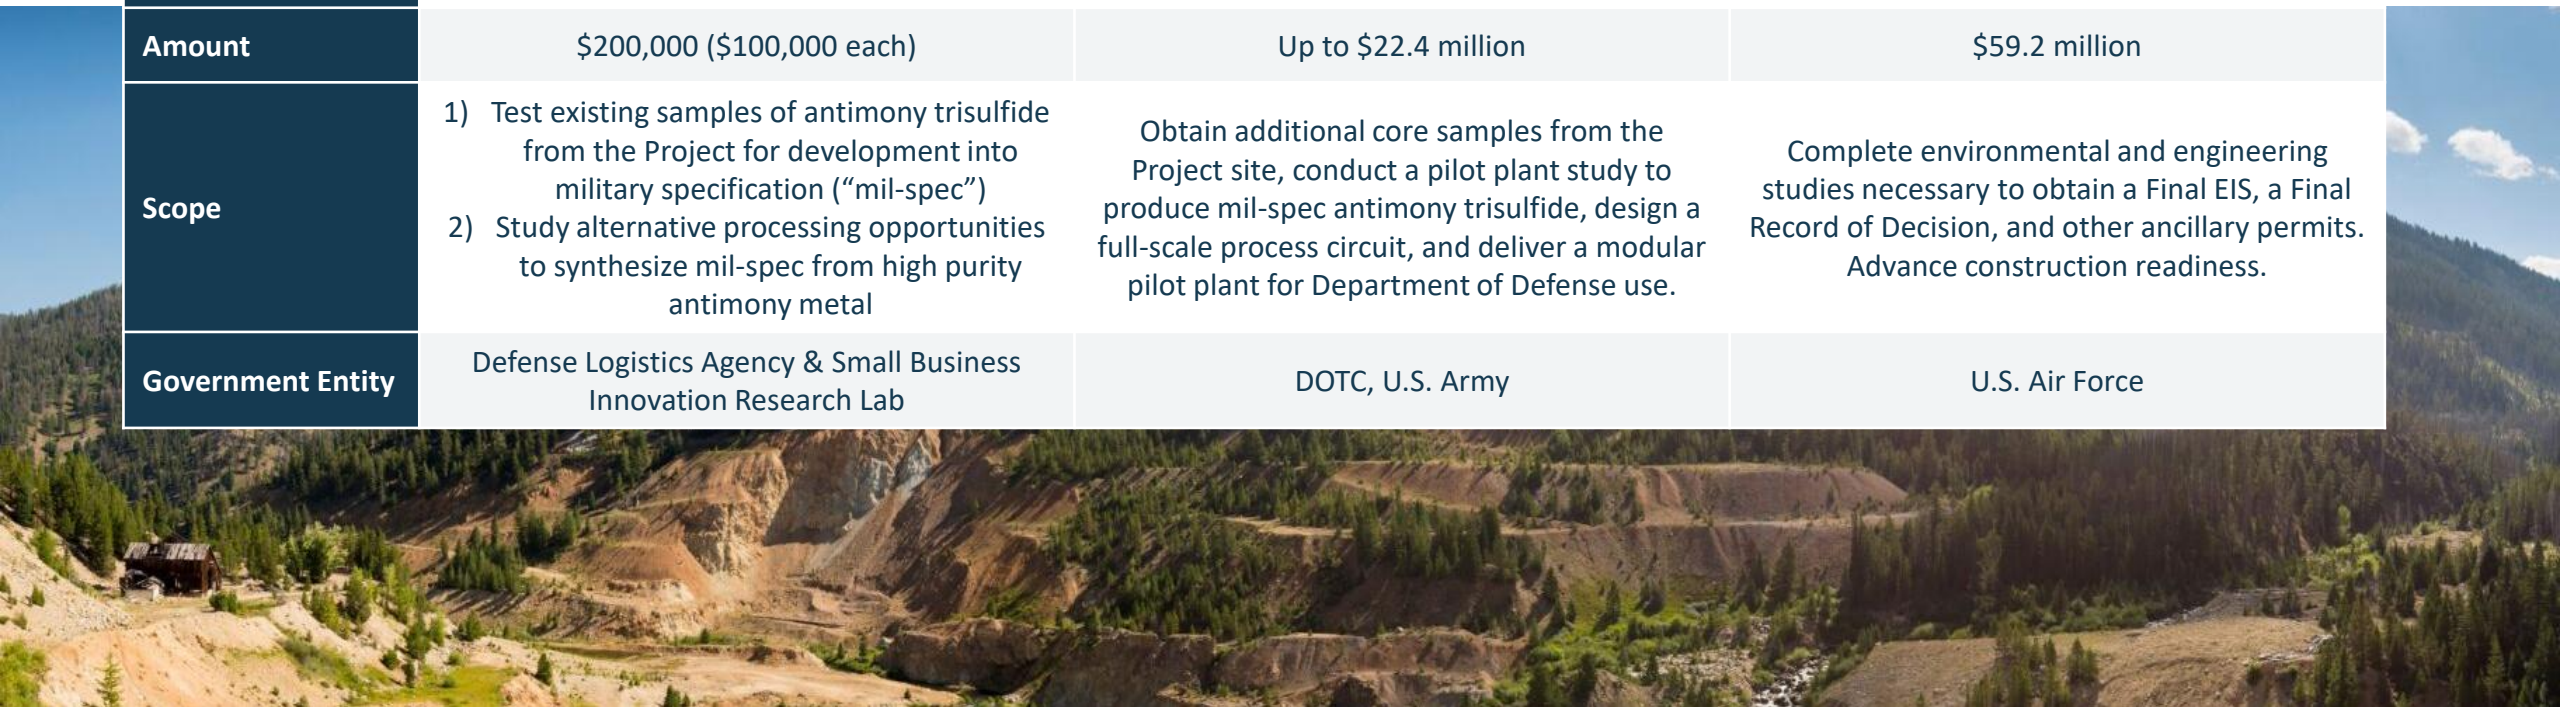 Amount
$200,000 ($100,000 each)
Up to $22.4 million
$59.2 million
Scope
1) Test existing samples of antimony trisulfide
from the Project for development into
military specification (“mil-spec”)
2) Study alternative processing opportunities
to synthesize mil-spec from high purity
antimony metal
Obtain additional core samples from the
Project site, conduct a pilot plant study to
produce mil-spec antimony trisulfide, design a
full-scale process circuit, and deliver a modular
pilot plant for Department of Defense use.
Complete environmental and engineering
studies necessary to obtain a Final EIS, a Final
Record of Decision, and other ancillary permits.
Advance construction readiness.
Government Entity
Defense Logistics Agency & Small Business
Innovation Research Lab
DOTC, U.S. Army
U.S. Air Force